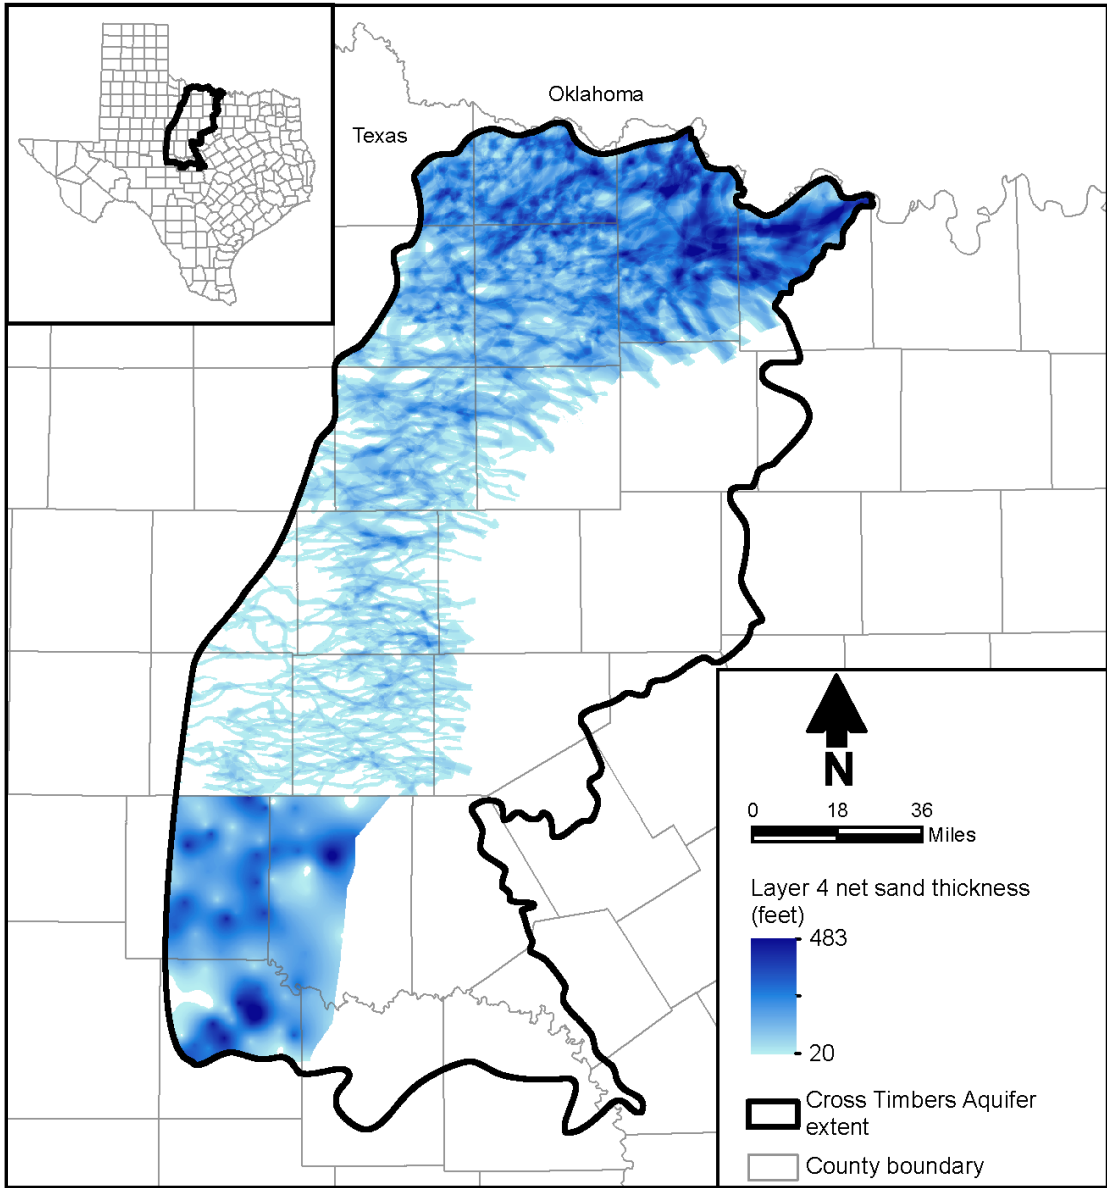 Oklahoma
Texas
N
0 18 36
Miles
Layer 4 net sand thickness
(feet)
483
20
Cross Timbers Aquifer
extent
County boundary